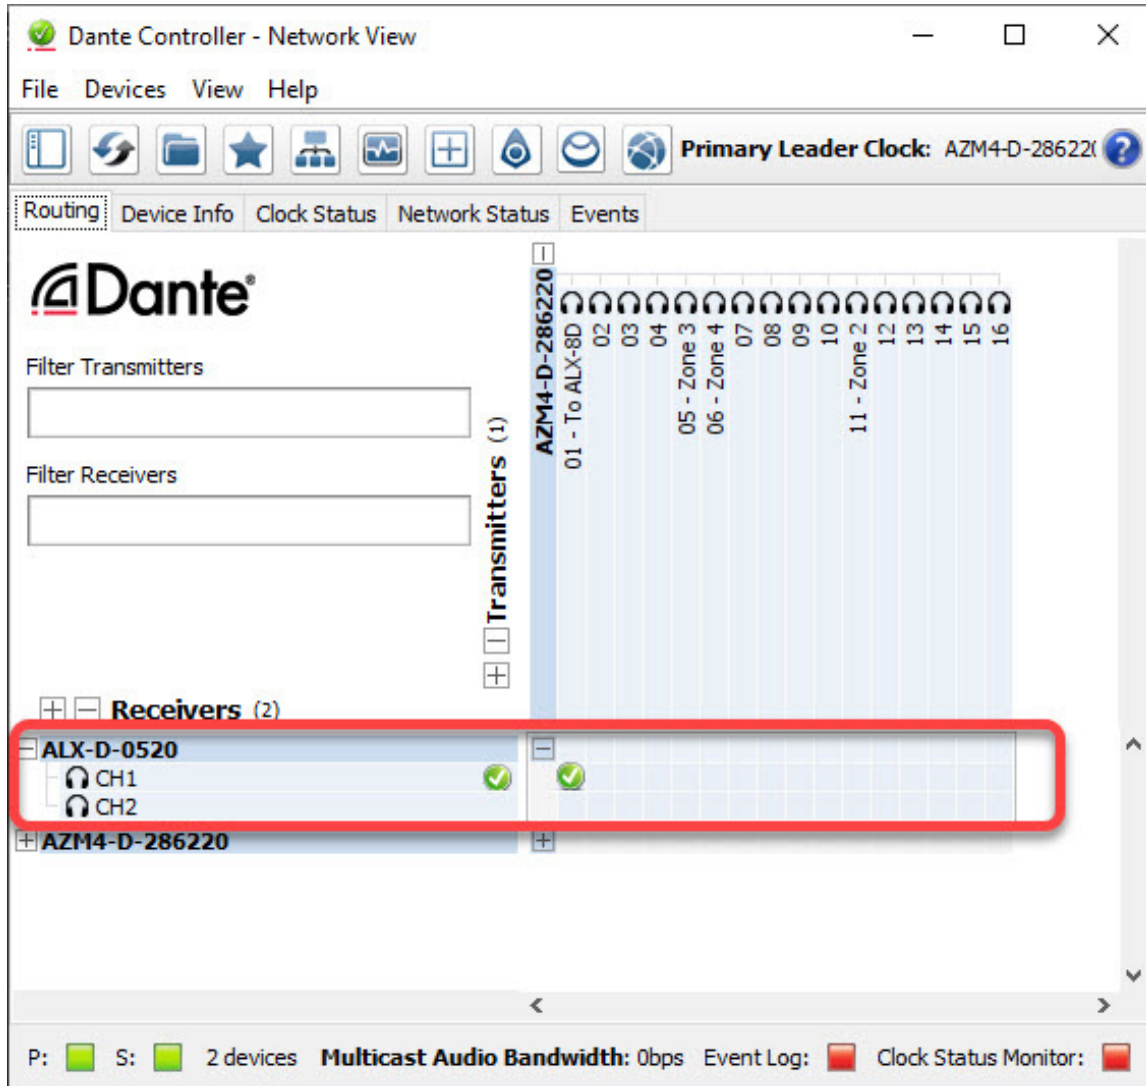 Dante Controller - Network View
File Devices View Help
Primary Leader Clock: AZM4-D-28622(
Routing Device Info Clock Status Network Status Events
Dante®
Filter Transmitters
Filter Receivers
Transmitters (1)
AZM4-D-286220
01 - To ALX-8D
02
03
04
05 - Zone 3
06 - Zone 4
07
08
09
10
11 - Zone 2
12
13
14
15
16
Receivers (2)
ALX-D-0520
CH1
CH2
AZM4-D-286220
P: S: 2 devices Multicast Audio Bandwidth: 0bps Event Log: Clock Status Monitor: